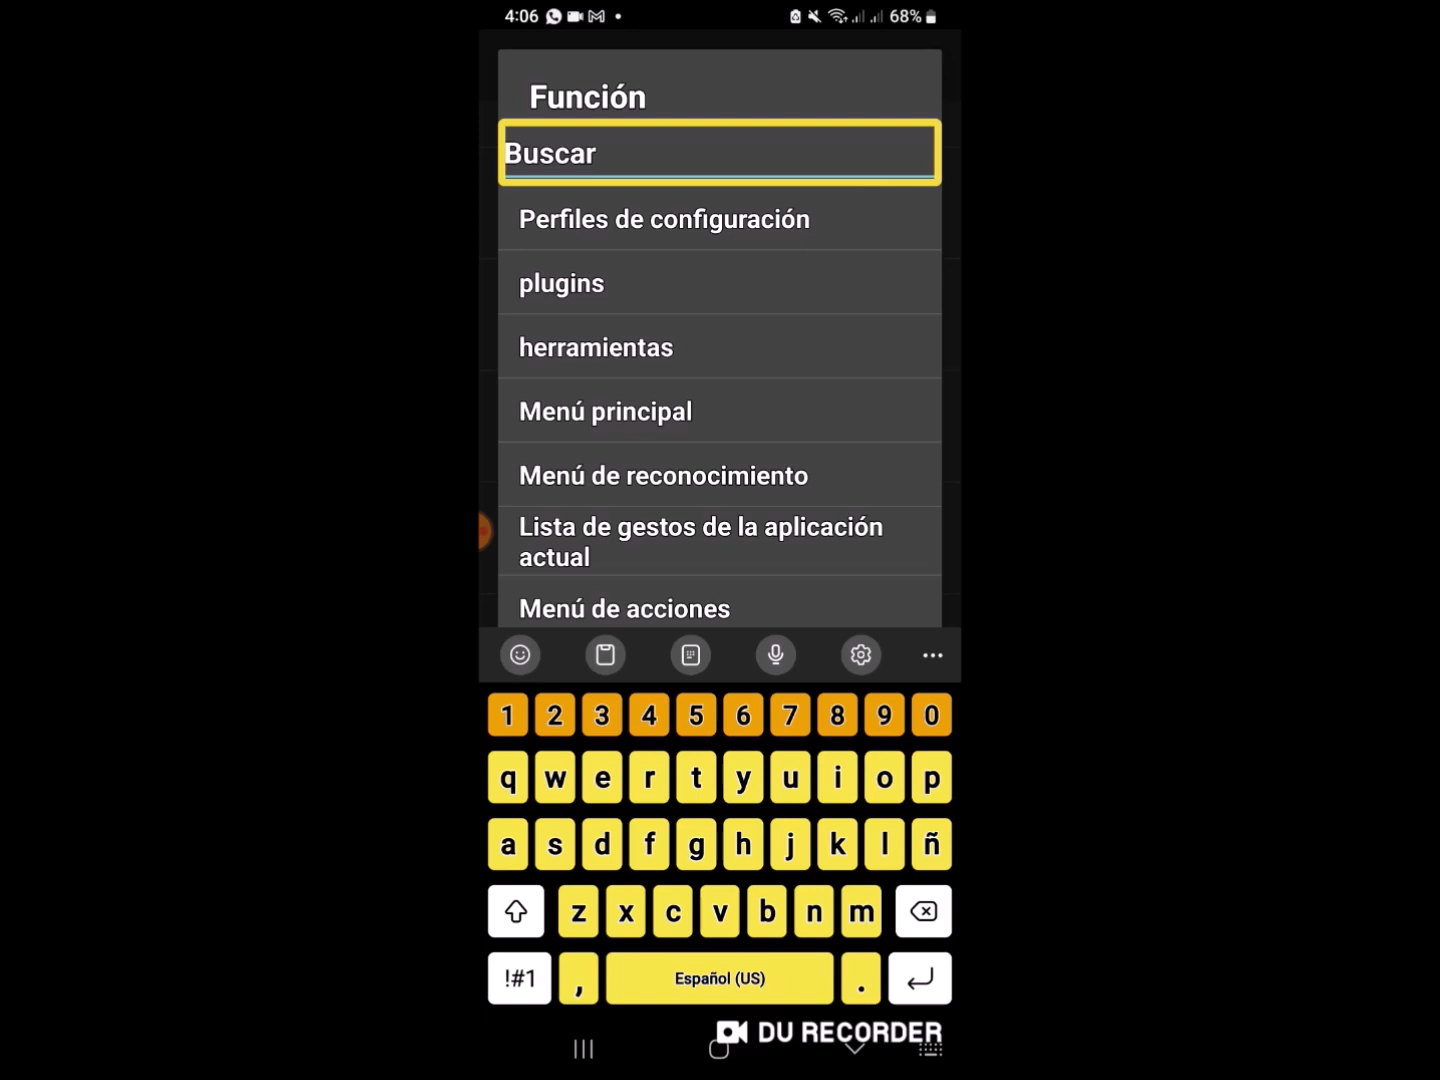 4:06
68%
Función
Buscar
Perfiles de configuración
plugins
herramientas
Menú principal
Menú de reconocimiento
Lista de gestos de la aplicación
actual
Menú de acciones
1 2 3 4 5 6 7 8 9 0
q w e r t y u i o p
a s d f g h j k l ñ
z x c v b n m
!#1 , Español (US) .
DU RECORDER